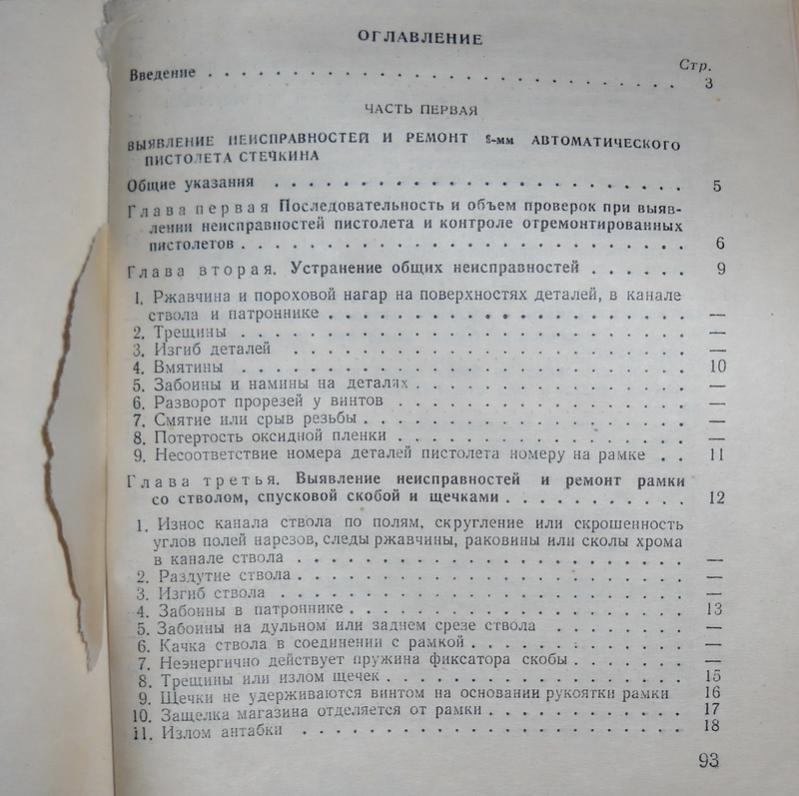 ОГЛАВЛЕНИЕ
Стр.
Введение . . . . . . . . . . . . . . . . . . . . . . . . . . 3
ЧАСТЬ ПЕРВАЯ
ВЫЯВЛЕНИЕ НЕИСПРАВНОСТЕЙ И РЕМОНТ 9-мм АВТОМАТИЧЕСКОГО
ПИСТОЛЕТА СТЕЧКИНА
Общие указания . . . . . . . . . . . . . . . . . . . . . . 5
Глава первая Последовательность и объем проверок при выяв-
лении неисправностей пистолета и контроле отремонтированных
пистолетов . . . . . . . . . . . . . . . . . . . . . . . . 6
Глава вторая. Устранение общих неисправностей . . . . . . 9
1. Ржавчина и пороховой нагар на поверхностях деталей, в канале
ствола и патроннике . . . . . . . . . . . . . . . . . . . —
2. Трещины . . . . . . . . . . . . . . . . . . . . . . . . —
3. Изгиб деталей . . . . . . . . . . . . . . . . . . . . . —
4. Вмятины . . . . . . . . . . . . . . . . . . . . . . . . 10
5. Забоины и намины на деталях . . . . . . . . . . . . . . —
6. Разворот прорезей у винтов . . . . . . . . . . . . . . —
7. Смятие или срыв резьбы . . . . . . . . . . . . . . . . —
8. Потертость оксидной пленки . . . . . . . . . . . . . . —
9. Несоответствие номера деталей пистолета номеру на рамке . . 11
Глава третья. Выявление неисправностей и ремонт рамки
со стволом, спусковой скобой и щечками . . . . . . . . . . 12
1. Износ канала ствола по полям, скругление или скрошенность
углов полей нарезов, следы ржавчины, раковины или сколы хрома
в канале ствола . . . . . . . . . . . . . . . . . . . . . —
2. Раздутие ствола . . . . . . . . . . . . . . . . . . . . —
3. Изгиб ствола . . . . . . . . . . . . . . . . . . . . . —
4. Забоины в патроннике . . . . . . . . . . . . . . . . . 13
5. Забоины на дульном или заднем срезе ствола . . . . . . . —
6. Качка ствола в соединении с рамкой . . . . . . . . . . . —
7. Неэнергично действует пружина фиксатора скобы . . . . . . —
8. Трещины или излом щечек . . . . . . . . . . . . . . . . 15
9. Щечки не удерживаются винтом на основании рукоятки рамки 16
10. Защелка магазина отделяется от рамки . . . . . . . . . . 17
11. Излом антабки . . . . . . . . . . . . . . . . . . . . . 18
93